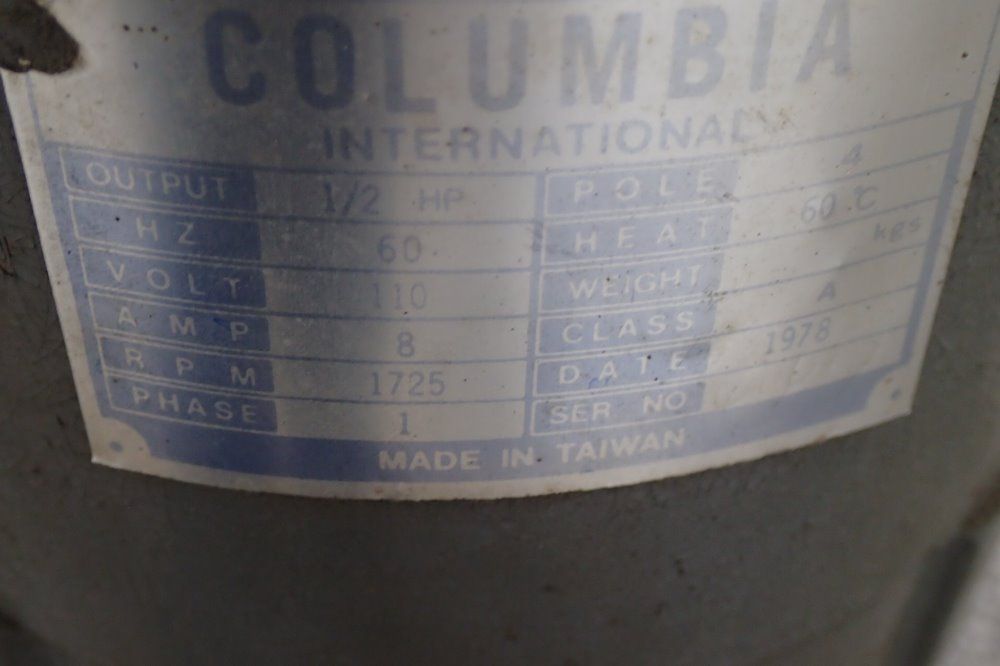 COLUMBIA
INTERNATIONAL
OUTPUT 1/2 HP POLE 4
HZ 60 HEAT 60°C
VOLT 110 WEIGHT kgs
AMP 8 CLASS A
RPM 1725 DATE 1978
PHASE 1 SER NO
MADE IN TAIWAN